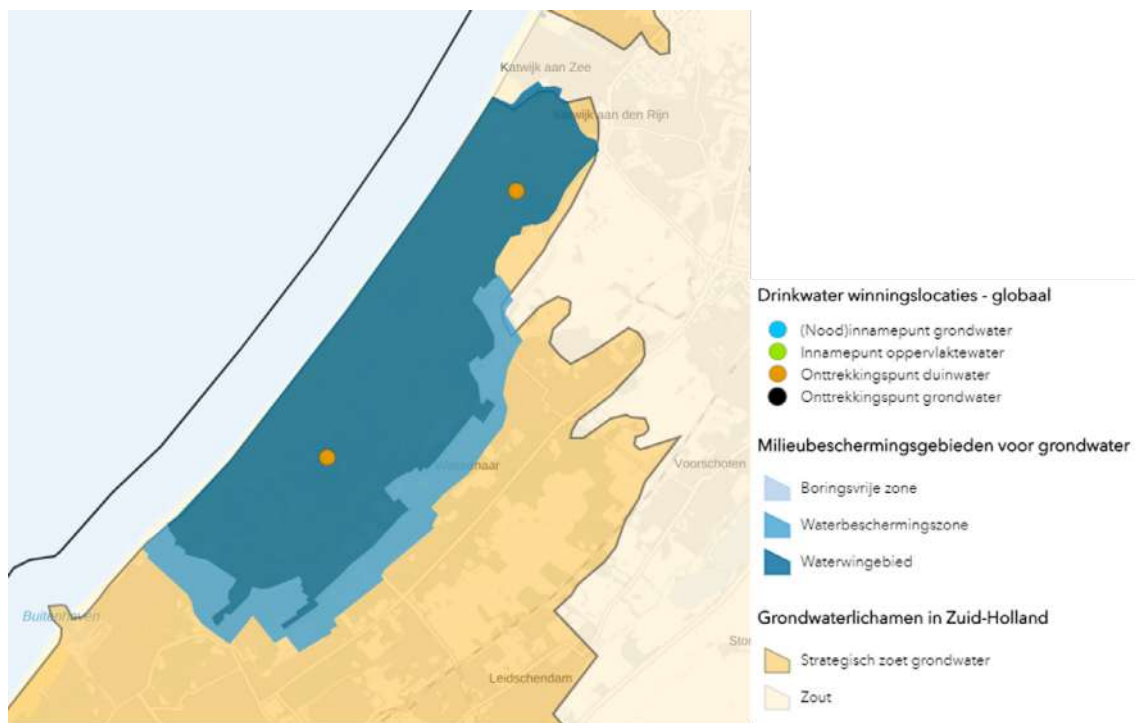 Katwijk aan Zee
Katwijk aan den Rijn
Voorschoten
Buitenhaven
Leidschendam
Drinkwater winningslocaties - globaal
(Nood)innamepunt grondwater
Innamepunt oppervlaktewater
Onttrekkingspunt duinwater
Onttrekkingspunt grondwater
Milieubeschermingsgebieden voor grondwater
Boringsvrije zone
Waterbeschermingszone
Waterwingebied
Grondwaterlichamen in Zuid-Holland
Strategisch zoet grondwater
Zout